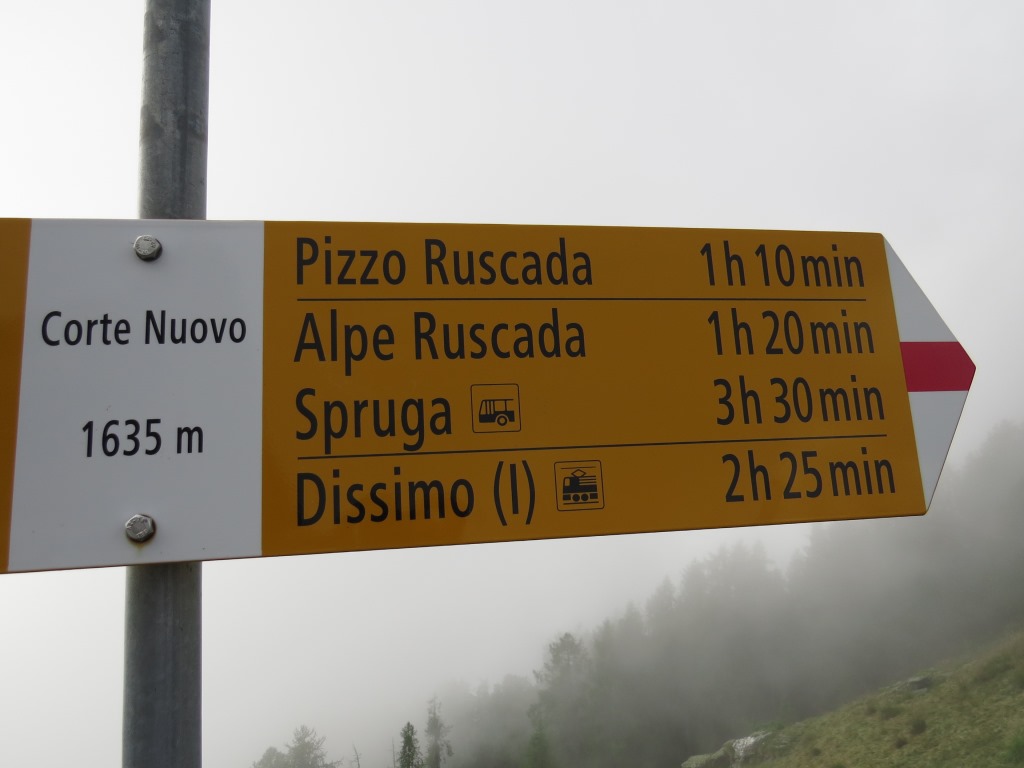 Corte Nuovo
1635 m
Pizzo Ruscada 1h 10min
Alpe Ruscada 1h 20min
Spruga 3h 30min
Dissimo (I) 2h 25min